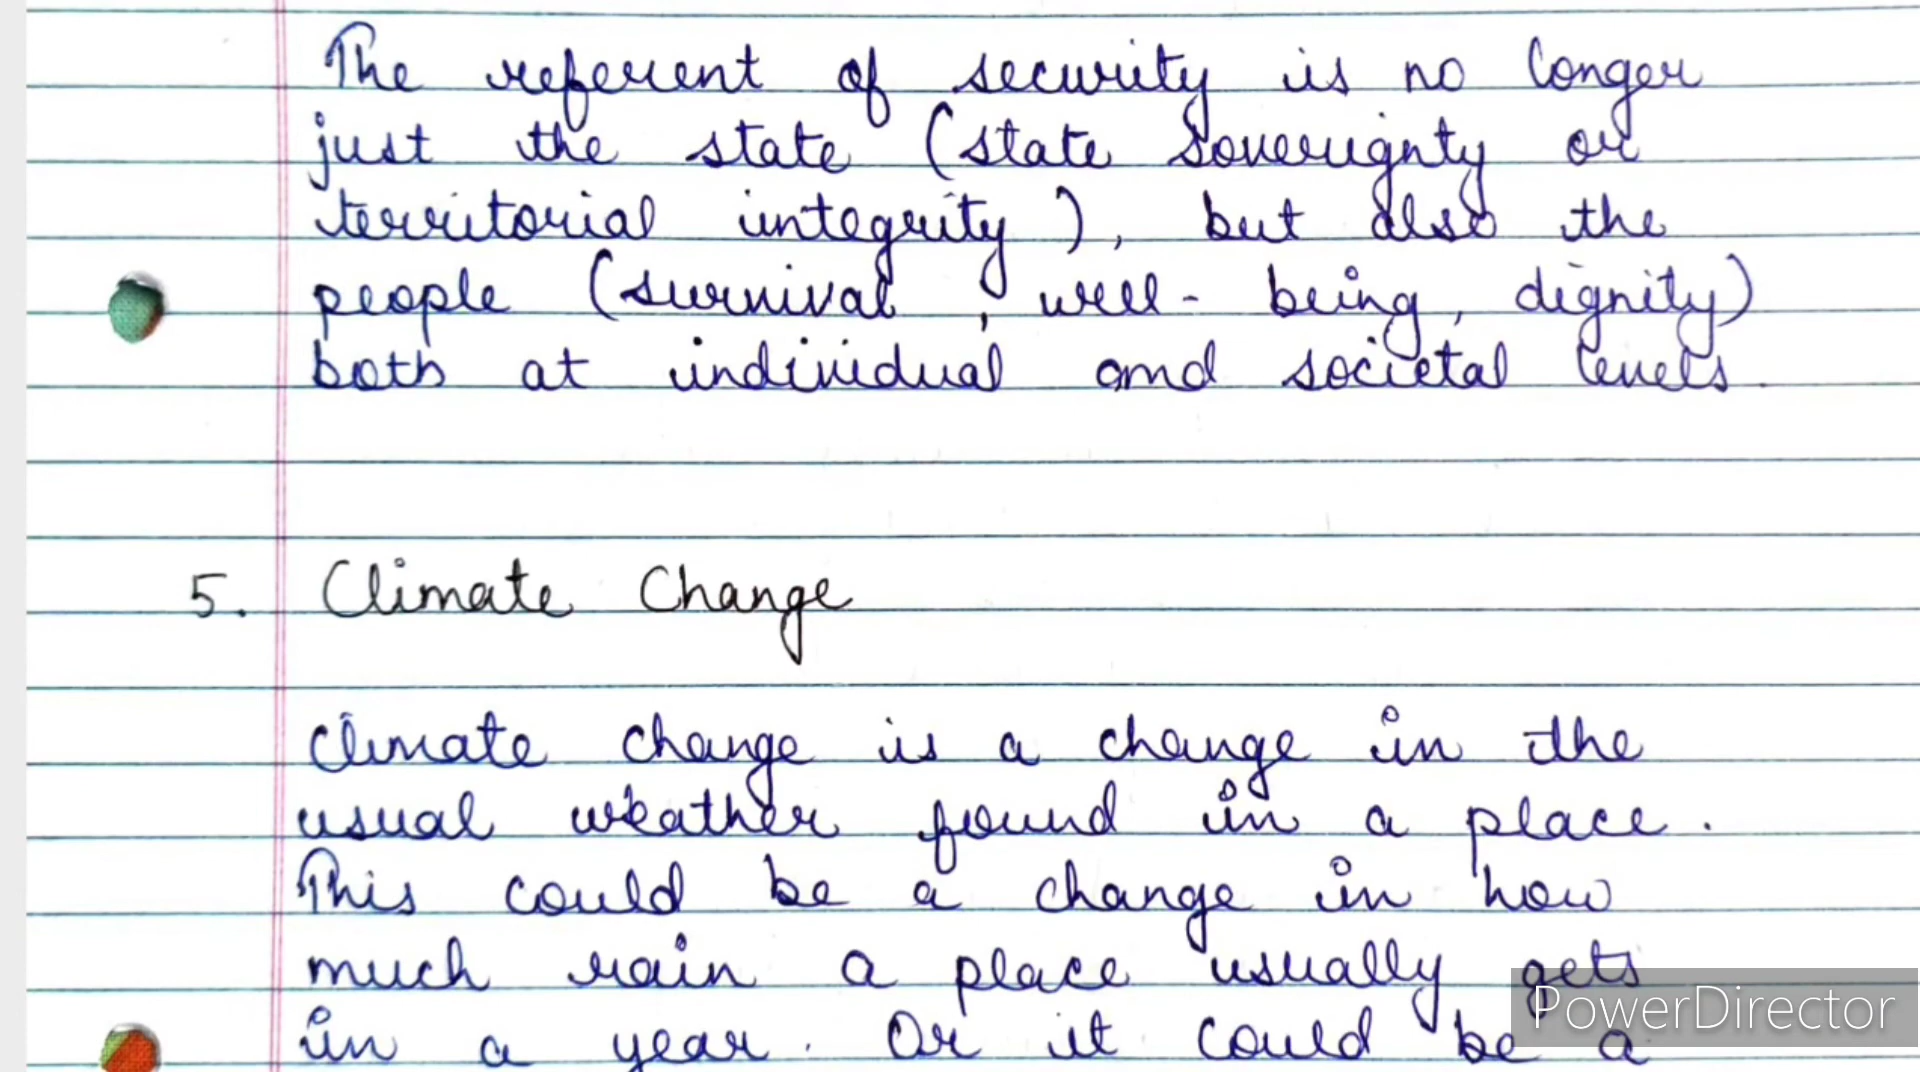 The referent of security is no longer
just the state (state sovereignty or
territorial integrity), but also the
people (survival, well-being, dignity)
both at individual and societal levels.
5. Climate Change
Climate change is a change in the
usual weather found in a place.
This could be a change in how
much rain a place usually gets
in a year. Or it could be a
PowerDirector